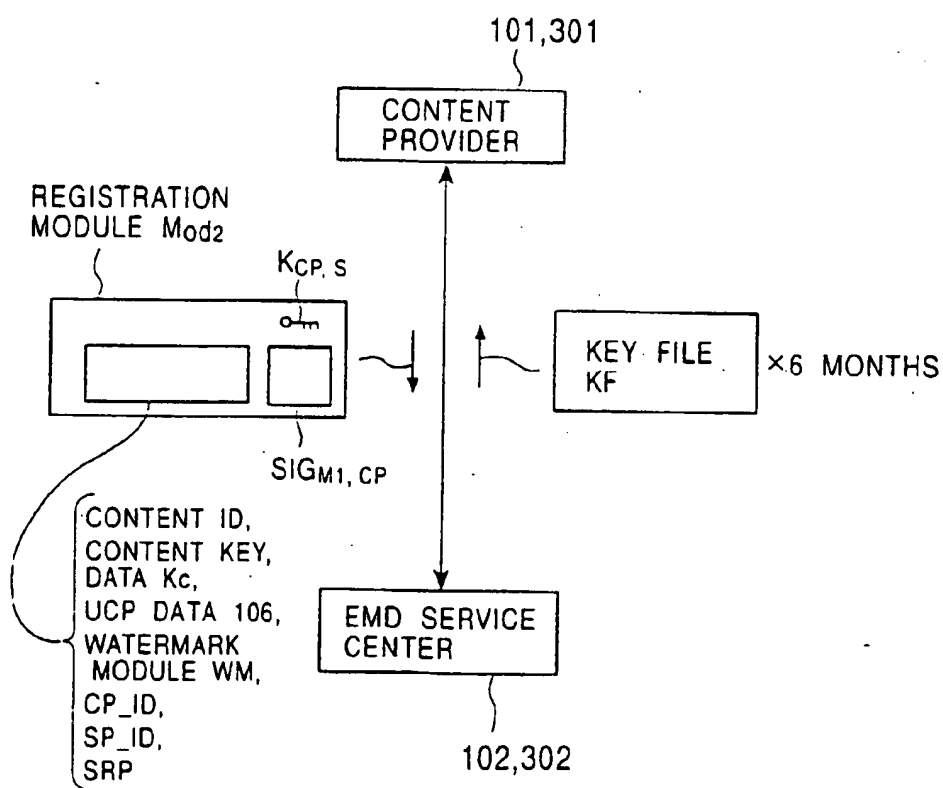 101,301
CONTENT
PROVIDER
REGISTRATION
MODULE Mod2
KCP, S
KEY FILE
KF
×6 MONTHS
SIGM1, CP
CONTENT ID,
CONTENT KEY,
DATA Kc,
UCP DATA 106,
WATERMARK
MODULE WM,
CP_ID,
SP_ID,
SRP
EMD SERVICE
CENTER
102,302